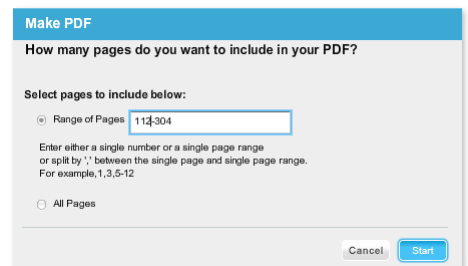 Make PDF
How many pages do you want to include in your PDF?
Select pages to include below:
Range of Pages 112-304
Enter either a single number or a single page range
or split by ',' between the single page and single page range.
For example,1,3,5-12
All Pages
Cancel Start